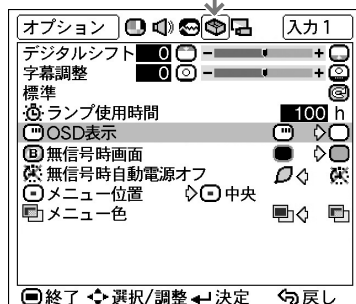 オプション 入力1
デジタルシフト 0 - +
字幕調整 0 - +
標準
ランプ使用時間 100 h
OSD表示
B 無信号時画面
無信号時自動電源オフ
メニュー位置 中央
メニュー色
終了 選択/調整 決定 戻し